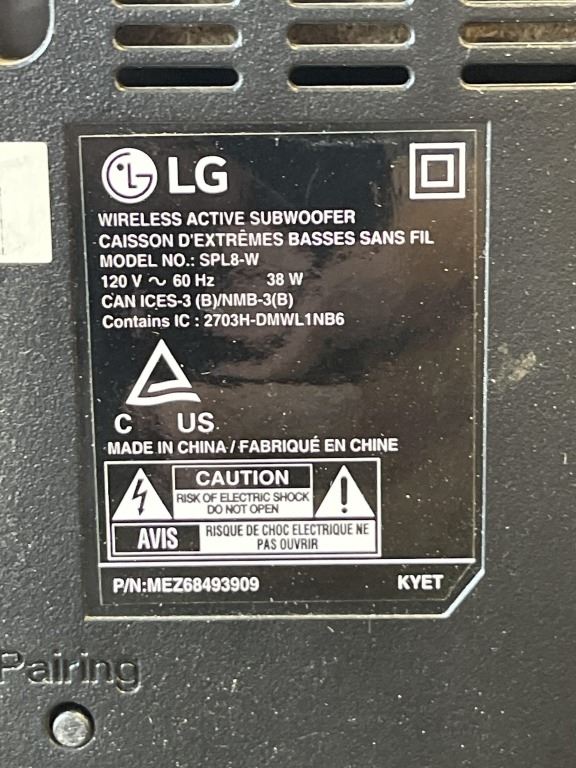 LG
WIRELESS ACTIVE SUBWOOFER
CAISSON D'EXTRÊMES BASSES SANS FIL
MODEL NO.: SPL8-W
120 V ~ 60 Hz 38 W
CAN ICES-3 (B)/NMB-3(B)
Contains IC : 2703H-DMWL1NB6
C US
MADE IN CHINA / FABRIQUÉ EN CHINE
CAUTION
RISK OF ELECTRIC SHOCK
DO NOT OPEN
AVIS
RISQUE DE CHOC ELECTRIQUE NE
PAS OUVRIR
P/N:MEZ68493909 KYET
Pairing